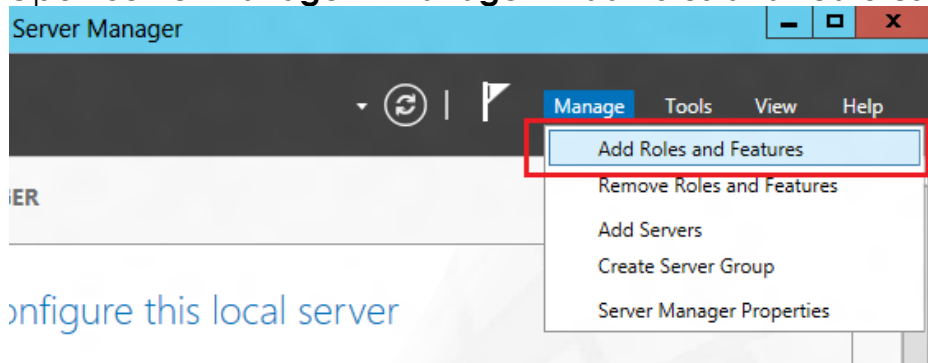 Server Manager
Manage Tools View Help
Add Roles and Features
ER
Remove Roles and Features
Add Servers
Create Server Group
onfigure this local server
Server Manager Properties